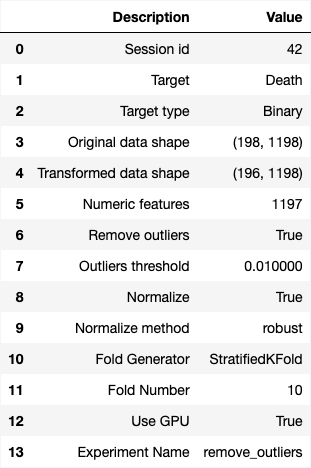 Description Value
0 Session id 42
1 Target Death
2 Target type Binary
3 Original data shape (198, 1198)
4 Transformed data shape (196, 1198)
5 Numeric features 1197
6 Remove outliers True
7 Outliers threshold 0.010000
8 Normalize True
9 Normalize method robust
10 Fold Generator StratifiedKFold
11 Fold Number 10
12 Use GPU True
13 Experiment Name remove_outliers